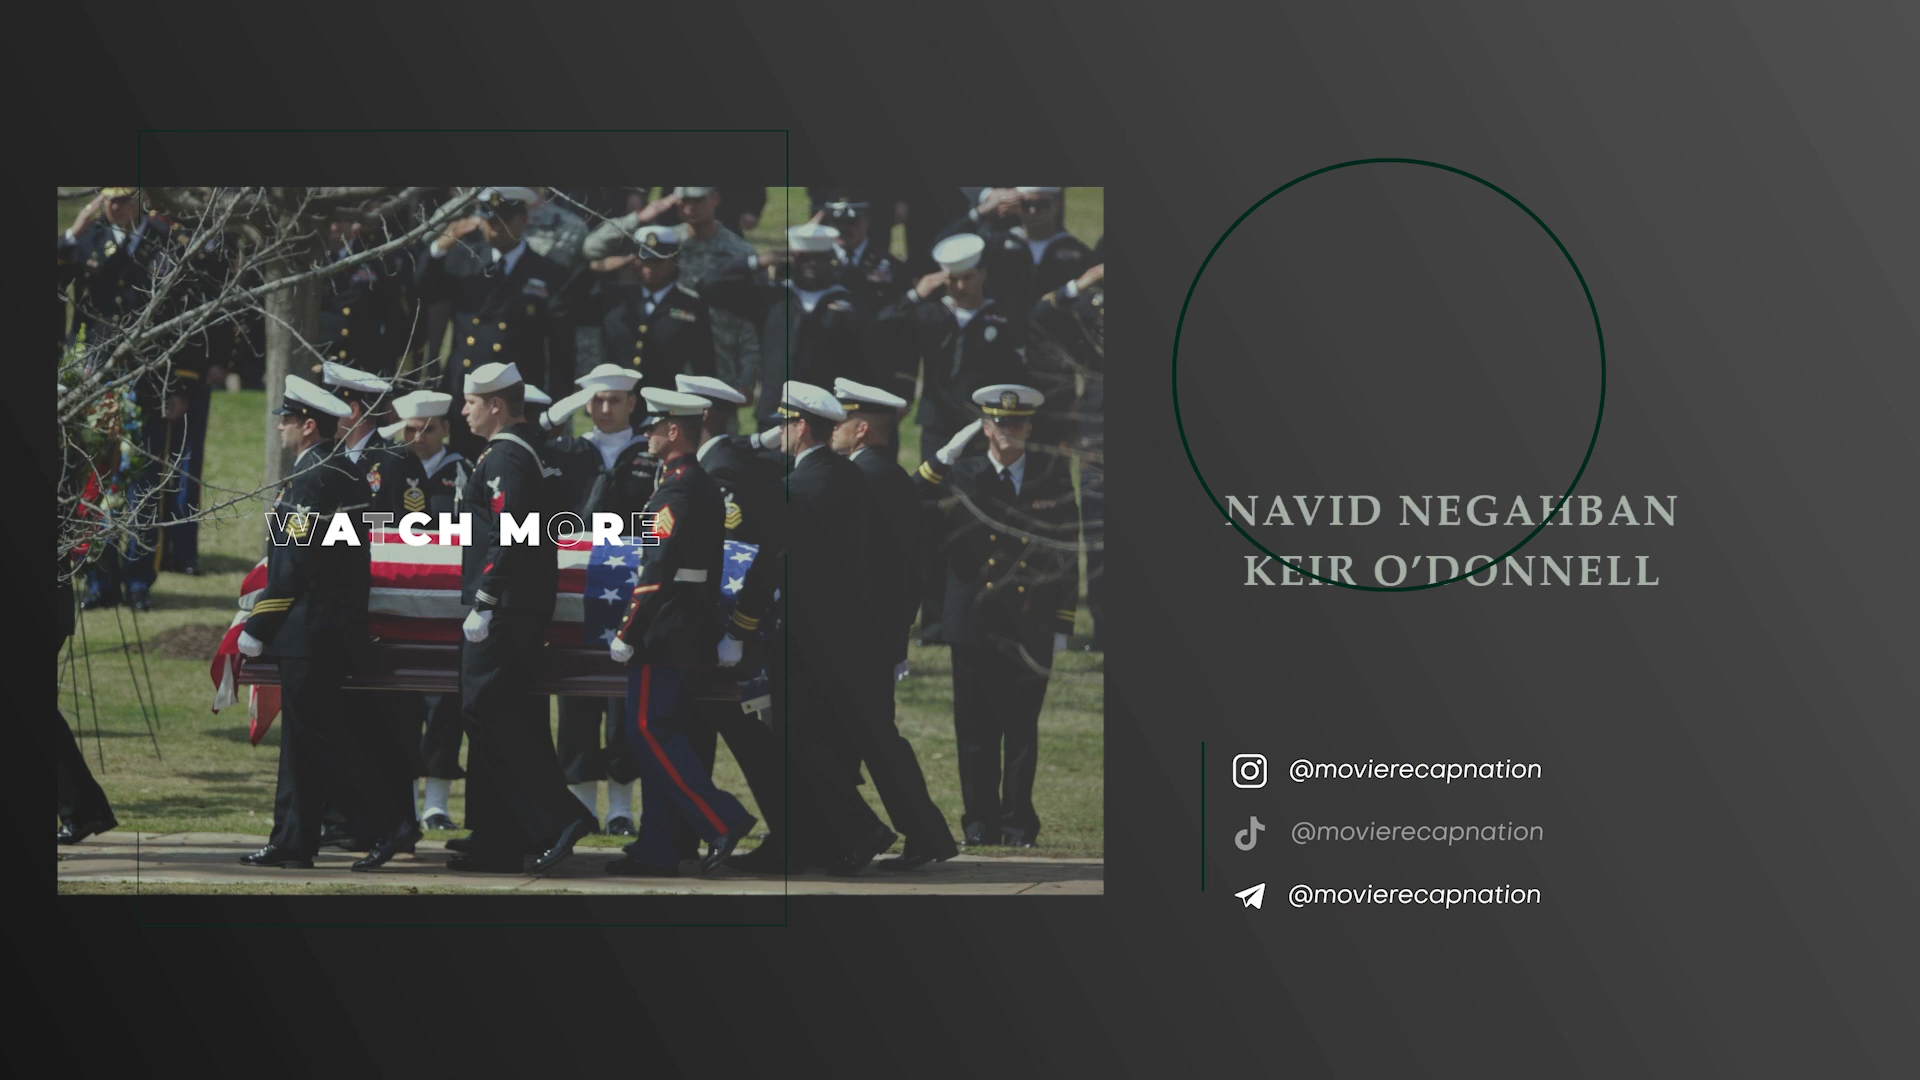 WATCH MORE
NAVID NEGAHBAN
KEIR O’DONNELL
@movierecapnation
@movierecapnation
@movierecapnation